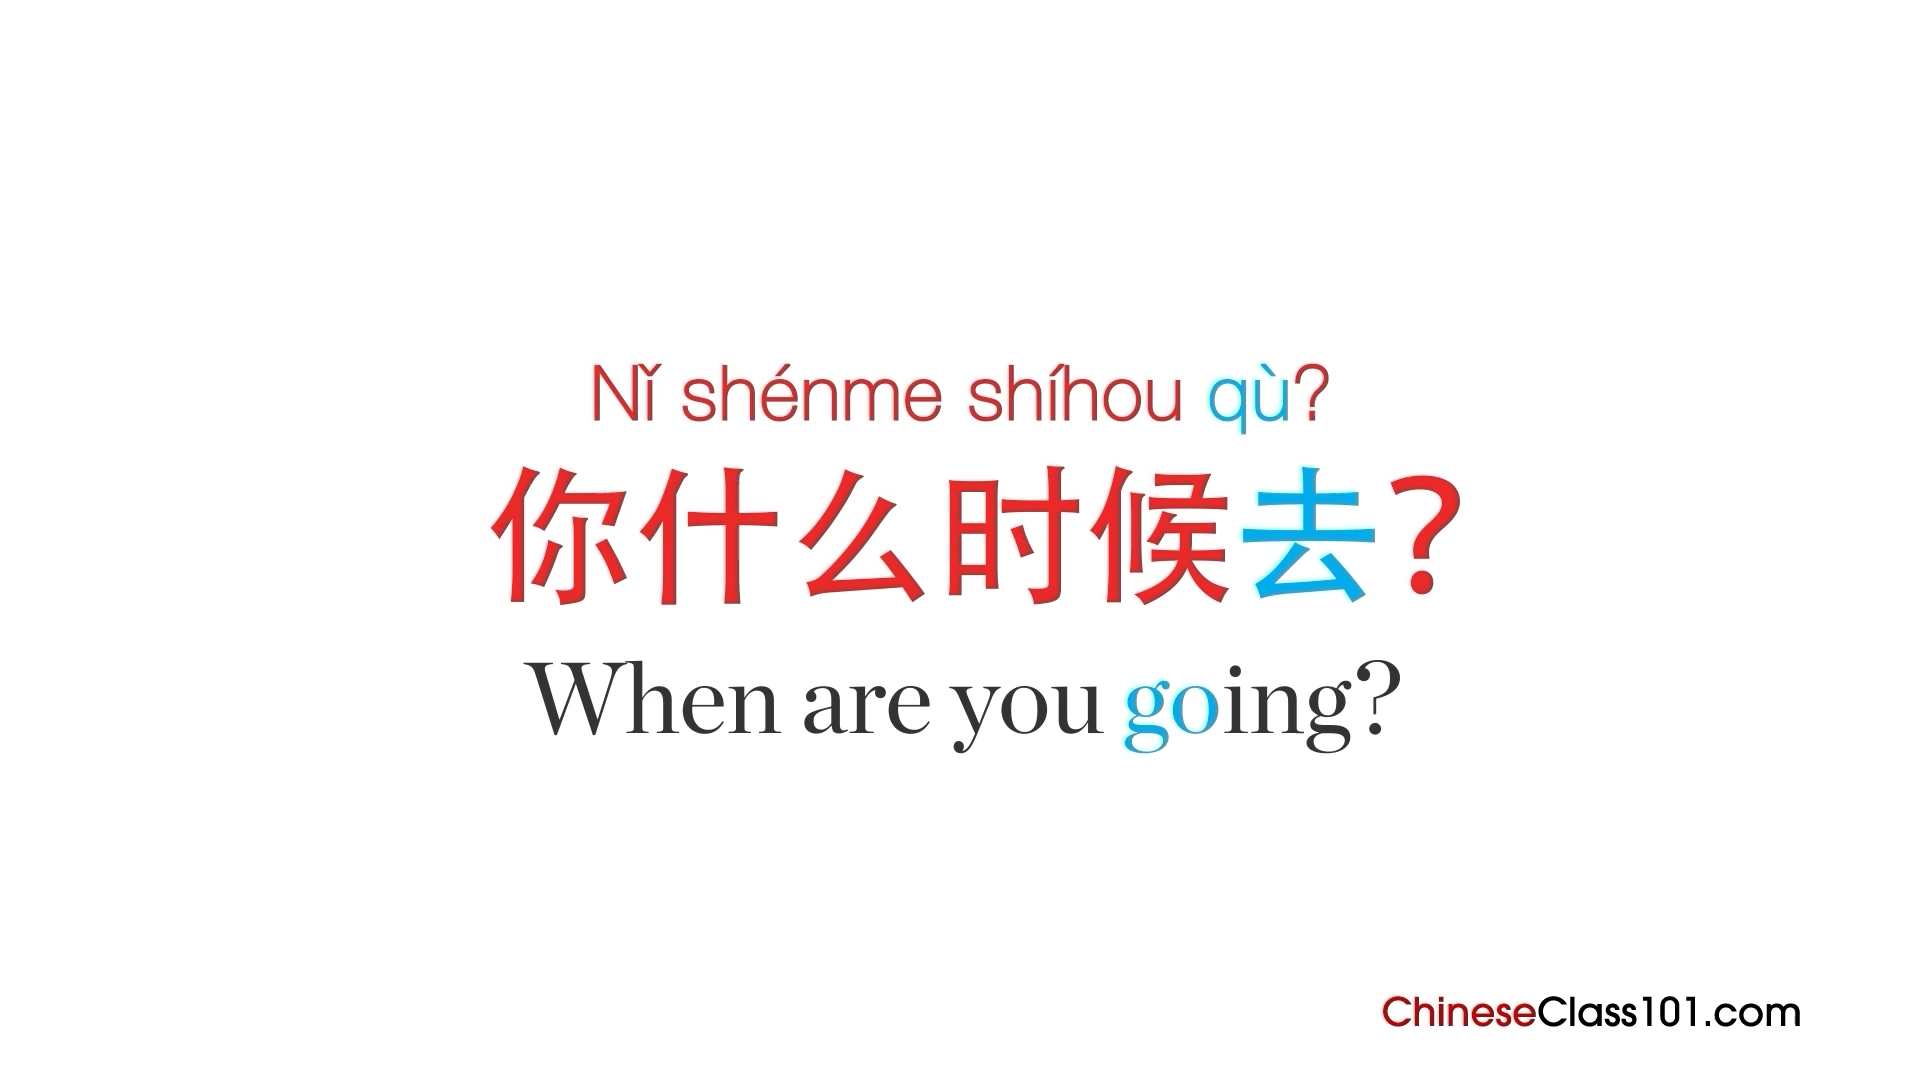 Nǐ shénme shíhou qù?
你什么时候去？
When are you going?
ChineseClass101.com